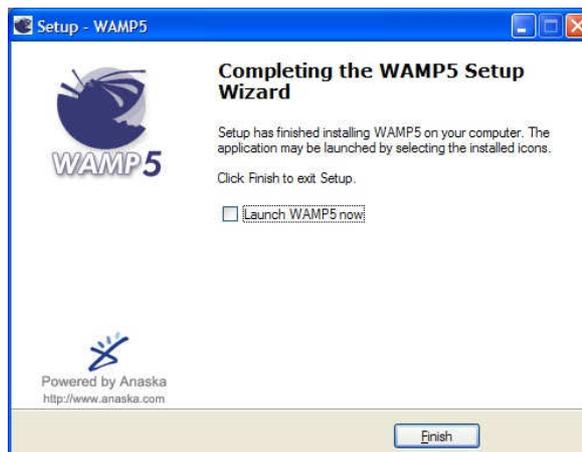 Setup - WAMP5
Completing the WAMP5 Setup
Wizard
WAMP5
Setup has finished installing WAMP5 on your computer. The
application may be launched by selecting the installed icons.
Click Finish to exit Setup.
Launch WAMP5 now
Powered by Anaska
http://www.anaska.com
Finish